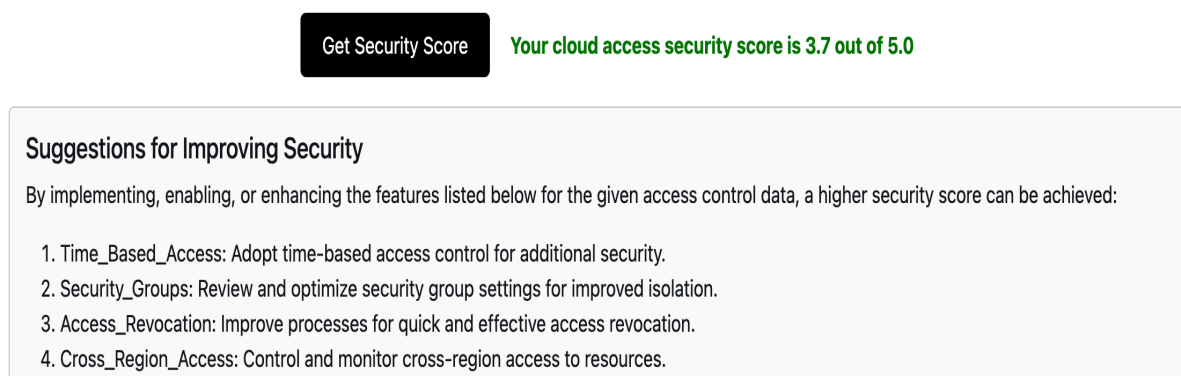 Get Security Score
Your cloud access security score is 3.7 out of 5.0
Suggestions for Improving Security
By implementing, enabling, or enhancing the features listed below for the given access control data, a higher security score can be achieved:
1. Time_Based_Access: Adopt time-based access control for additional security.
2. Security_Groups: Review and optimize security group settings for improved isolation.
3. Access_Revocation: Improve processes for quick and effective access revocation.
4. Cross_Region_Access: Control and monitor cross-region access to resources.